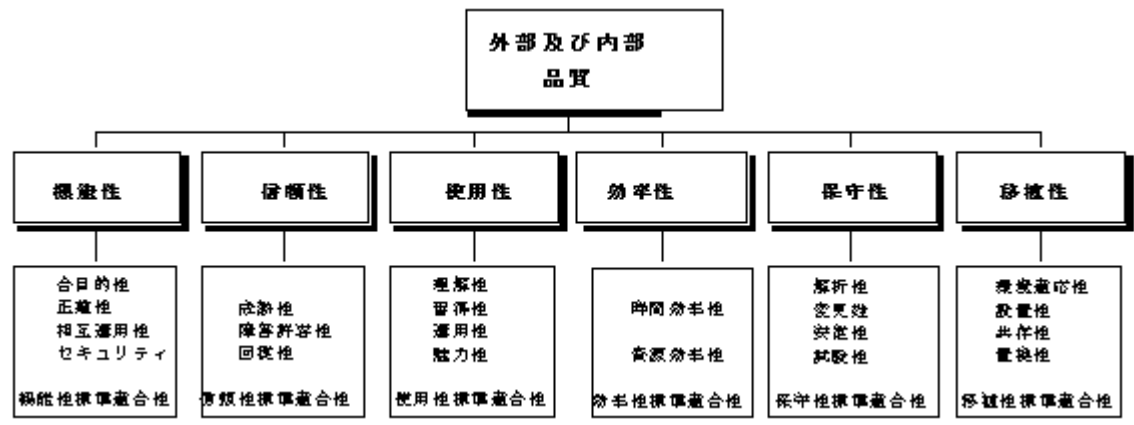 外部及び内部
品質
機能性
信頼性
使用性
効率性
保守性
移植性
合目的性
正確性
相互運用性
セキュリティ
機能性標準適合性
成熟性
障害許容性
回復性
信頼性標準適合性
理解性
習得性
運用性
魅力性
使用性標準適合性
時間効率性
資源効率性
効率性標準適合性
解析性
変更性
安定性
試験性
保守性標準適合性
環境適応性
設置性
共存性
置換性
移植性標準適合性